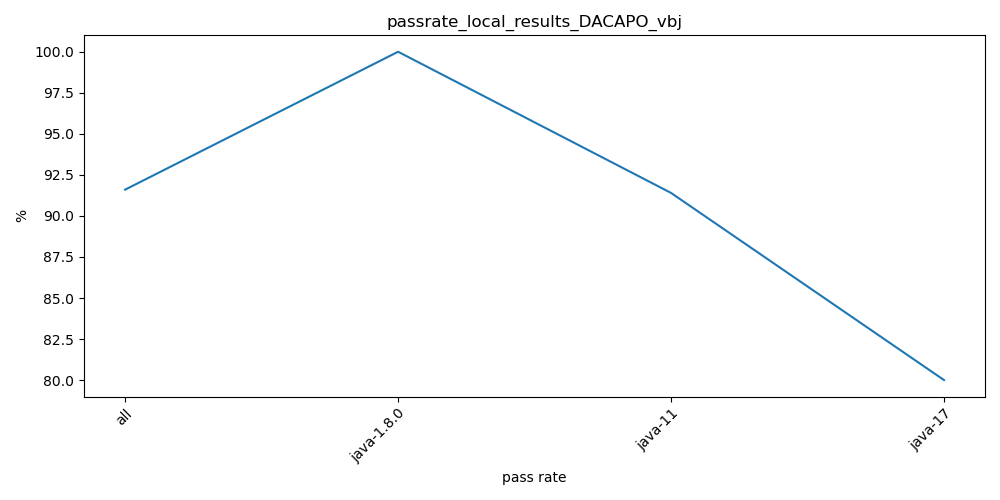 passrate_local_results_DACAPO_vbj
100.0
97.5
95.0
92.5
90.0
87.5
85.0
82.5
80.0
%
all
java-1.8.0
java-11
java-17
pass rate